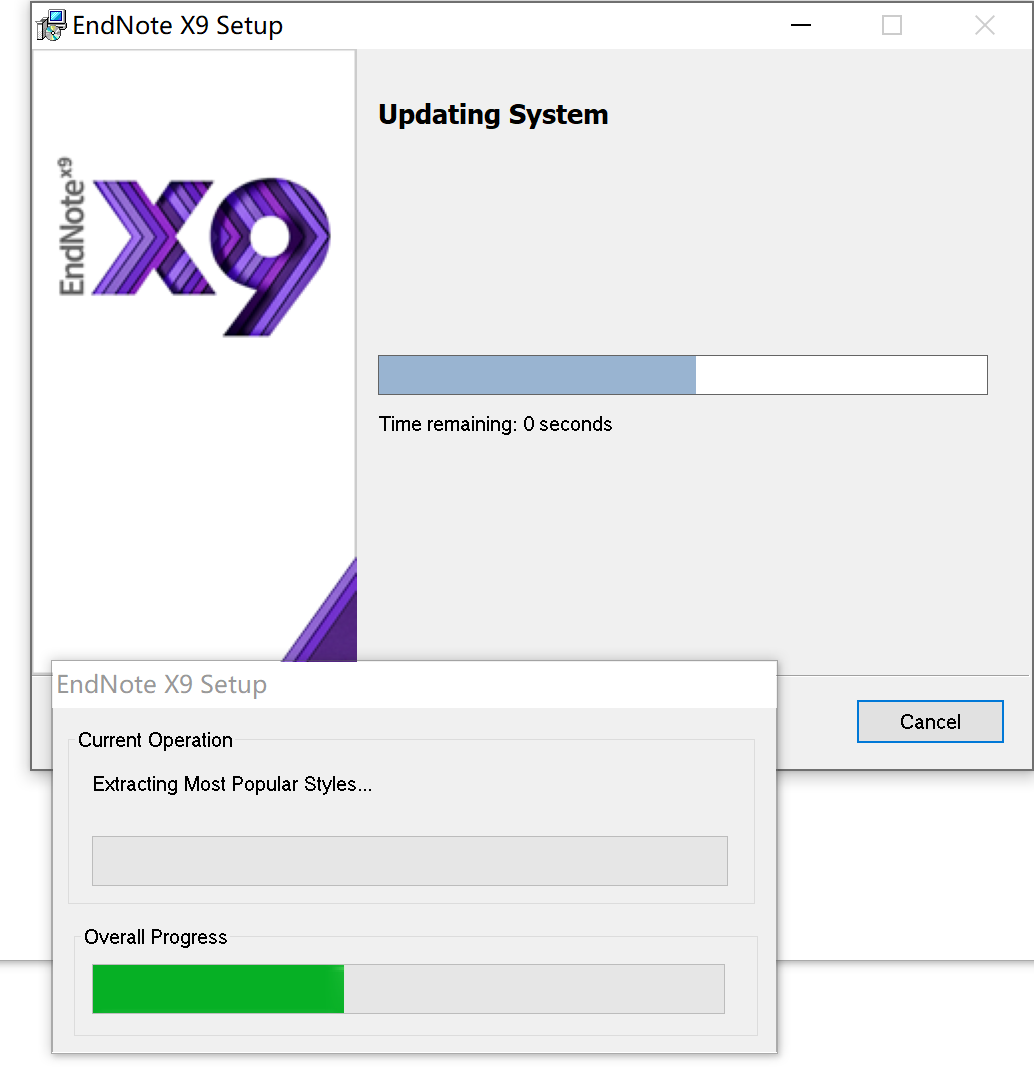 EndNote X9 Setup
Updating System
EndNote x9
X9
Time remaining: 0 seconds
Cancel
EndNote X9 Setup
Current Operation
Extracting Most Popular Styles...
Overall Progress